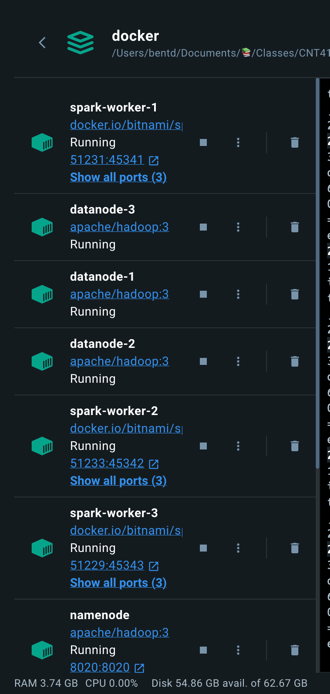 docker
/Users/bentd/Documents/📚/Classes/CNT41
spark-worker-1
docker.io/bitnami/s
Running
51231:45341
Show all ports (3)
datanode-3
apache/hadoop:3
Running
datanode-1
apache/hadoop:3
Running
datanode-2
apache/hadoop:3
Running
spark-worker-2
docker.io/bitnami/s
Running
51233:45342
Show all ports (3)
spark-worker-3
docker.io/bitnami/s
Running
51229:45343
Show all ports (3)
namenode
apache/hadoop:3
Running
8020:8020
RAM 3.74 GB CPU 0.00% Disk 54.86 GB avail. of 62.67 GB